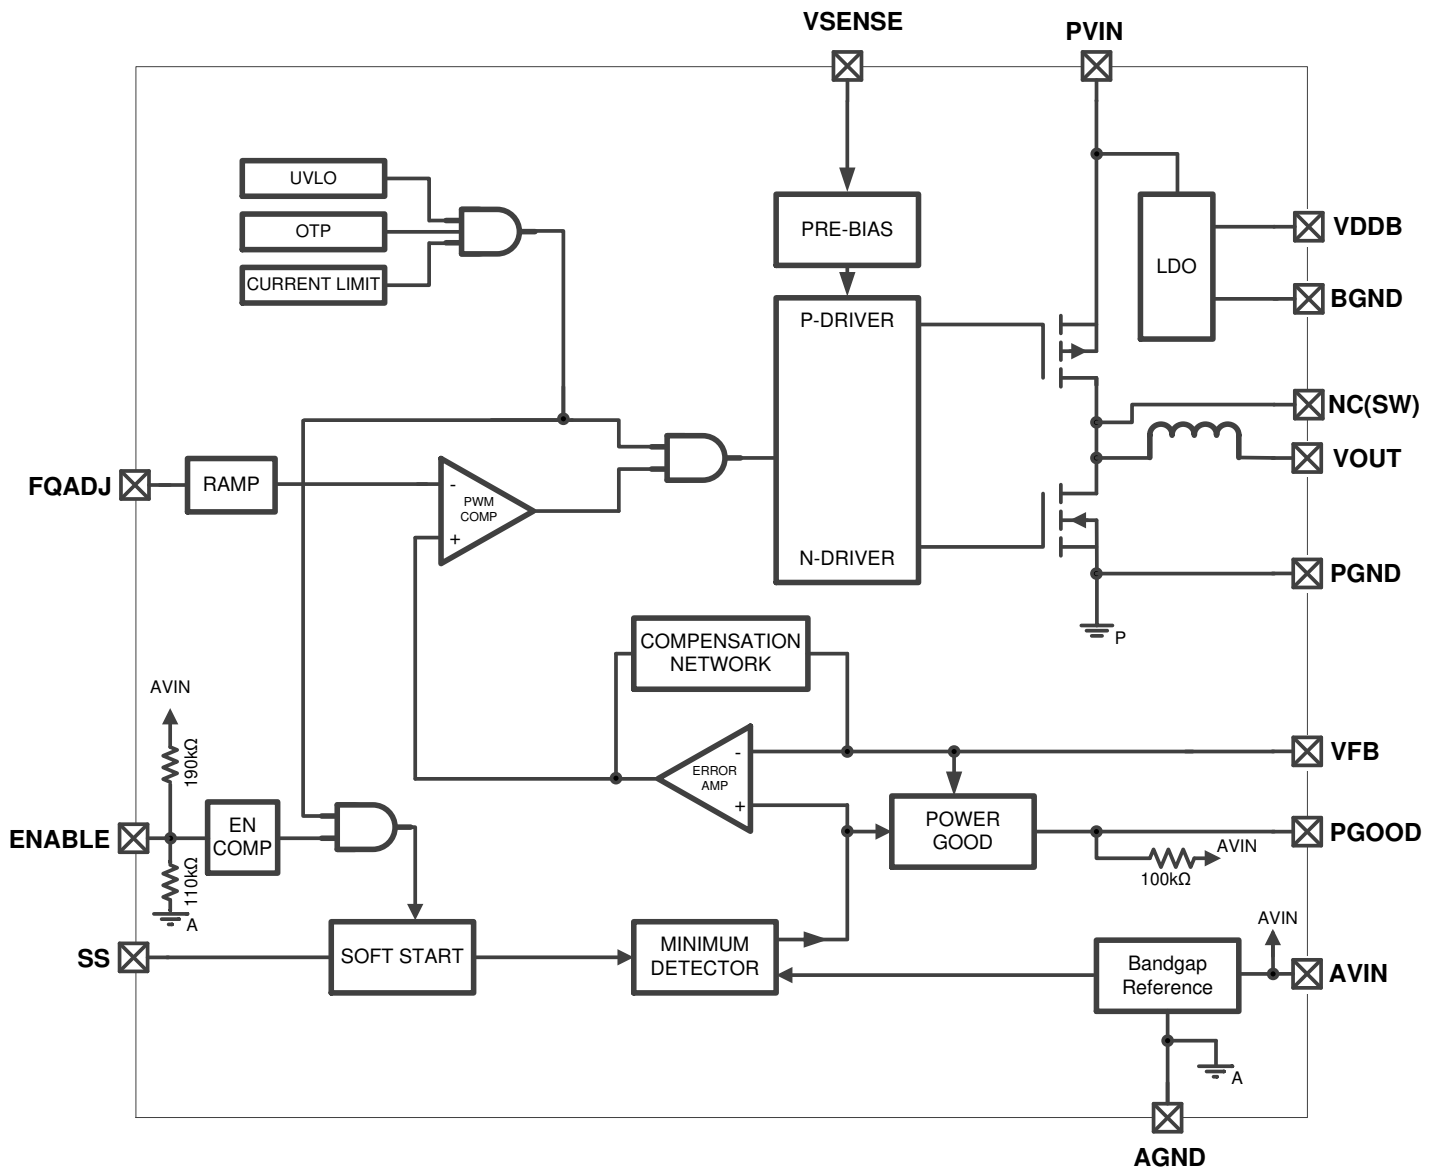 VSENSE
PVIN
UVLO
OTP
CURRENT LIMIT
PRE-BIAS
LDO
VDDB
BGND
P-DRIVER
N-DRIVER
NC(SW)
VOUT
FQADJ
RAMP
-
PWM
COMP
+
PGND
P
COMPENSATION
NETWORK
AVIN
190kΩ
-
ERROR
AMP
+
VFB
POWER
GOOD
PGOOD
AVIN
100kΩ
ENABLE
EN
COMP
110kΩ
A
SS
SOFT START
MINIMUM
DETECTOR
Bandgap
Reference
AVIN
AVIN
A
AGND